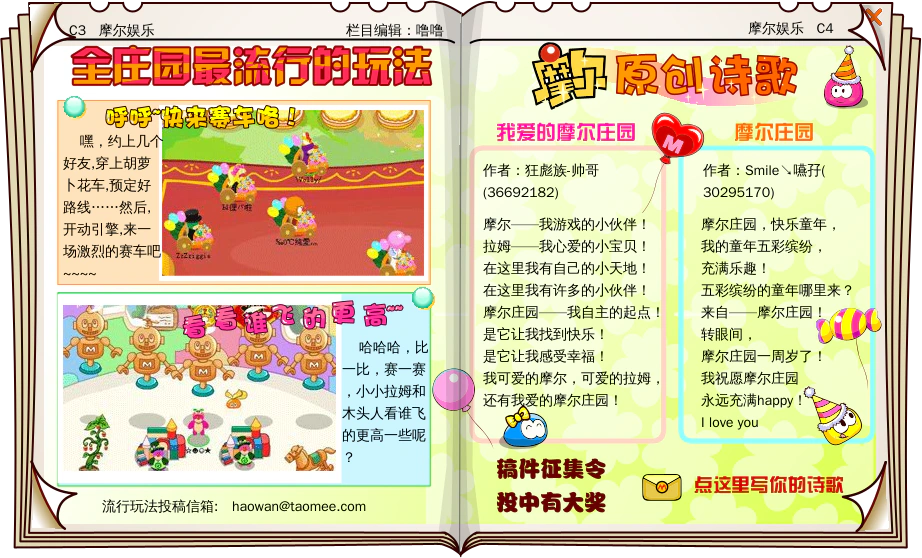 C3 摩尔娱乐
栏目编辑：噜噜
全庄园最流行的玩法
呼呼~快来赛车咯！
嘿，约上几个
好友,穿上胡萝
卜花车,预定好
路线……然后,
开动引擎,来一
场激烈的赛车吧
~~~~
ZzZriggis
看看谁飞的更高~~
哈哈哈，比
一比，赛一赛
，小小拉姆和
木头人看谁飞
的更高一些呢
？
☆☻☺★
流行玩法投稿信箱: haowan@taomee.com
摩尔娱乐 C4
摩尔原创诗歌
我爱的摩尔庄园
作者：狂彪族-帅哥
(36692182)
摩尔——我游戏的小伙伴！
拉姆——我心爱的小宝贝！
在这里我有自己的小天地！
在这里我有许多的小伙伴！
摩尔庄园——我自主的起点！
是它让我找到快乐！
是它让我感受幸福！
我可爱的摩尔，可爱的拉姆，
还有我爱的摩尔庄园！
摩尔庄园
作者：Smile↘嚥孖(
30295170)
摩尔庄园，快乐童年，
我的童年五彩缤纷，
充满乐趣！
五彩缤纷的童年哪里来？
来自——摩尔庄园！
转眼间，
摩尔庄园一周岁了！
我祝愿摩尔庄园
永远充满happy！
I love you
稿件征集令
投中有大奖
点这里写你的诗歌